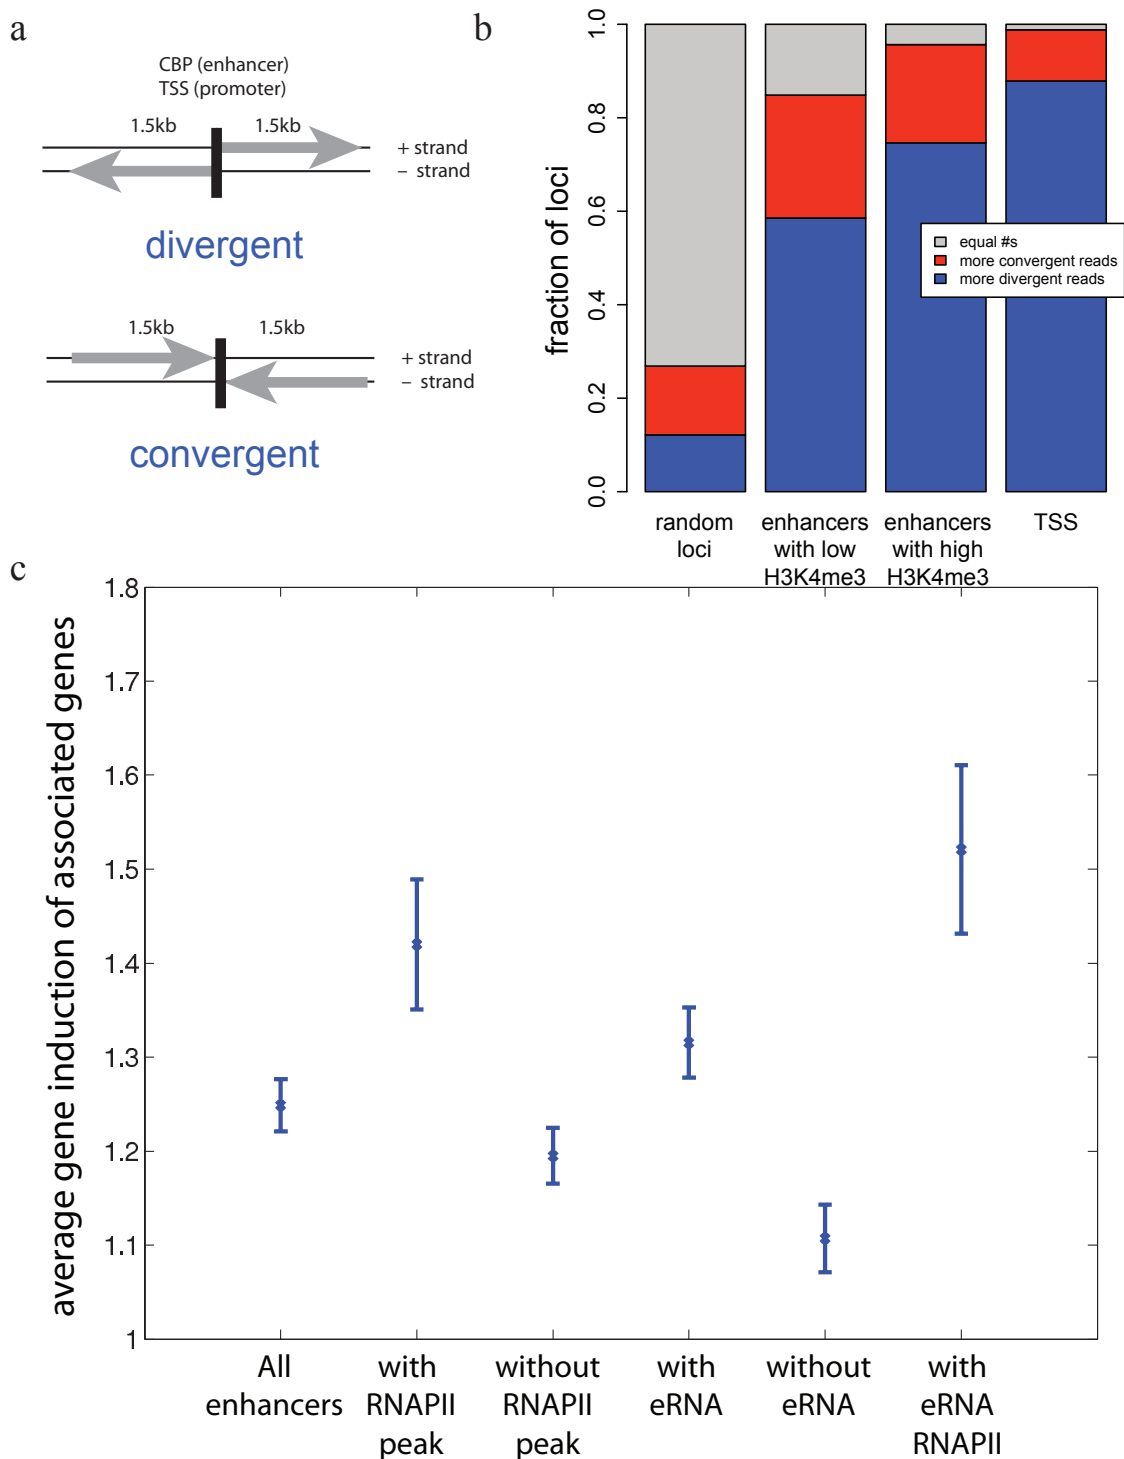 a
CBP (enhancer)
TSS (promoter)
1.5kb 1.5kb
+ strand
– strand
divergent
1.5kb 1.5kb
+ strand
– strand
convergent
b
fraction of loci
1.0
0.8
0.6
0.4
0.2
0.0
equal #s
more convergent reads
more divergent reads
random
loci
enhancers
with low
H3K4me3
enhancers
with high
H3K4me3
TSS
c
average gene induction of associated genes
1.8
1.7
1.6
1.5
1.4
1.3
1.2
1.1
1
All
enhancers
with
RNAPII
peak
without
RNAPII
peak
with
eRNA
without
eRNA
with
eRNA
RNAPII